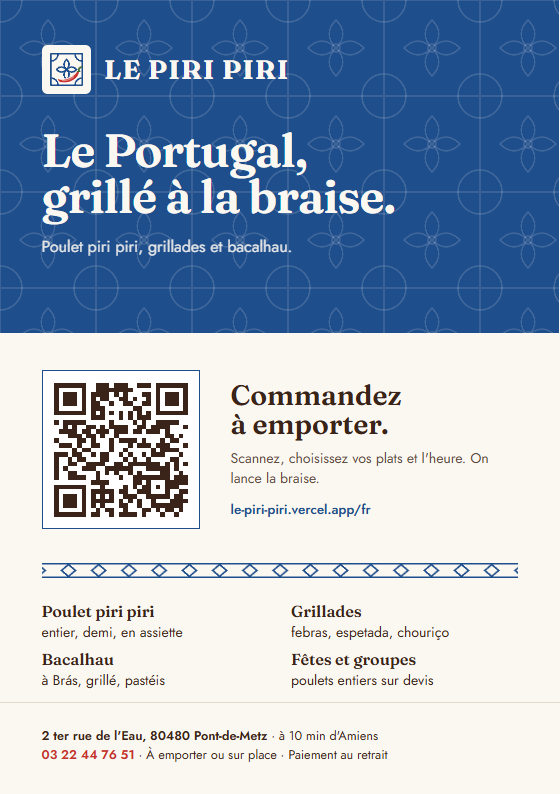 LE PIRI PIRI
Le Portugal,
grillé à la braise.
Poulet piri piri, grillades et bacalhau.
Commandez
à emporter.
Scannez, choisissez vos plats et l'heure. On
lance la braise.
le-piri-piri.vercel.app/fr
Poulet piri piri
entier, demi, en assiette
Grillades
febras, espetada, chouriço
Bacalhau
à Brás, grillé, pastéis
Fêtes et groupes
poulets entiers sur devis
2 ter rue de l'Eau, 80480 Pont-de-Metz · à 10 min d'Amiens
03 22 44 76 51 · À emporter ou sur place · Paiement au retrait